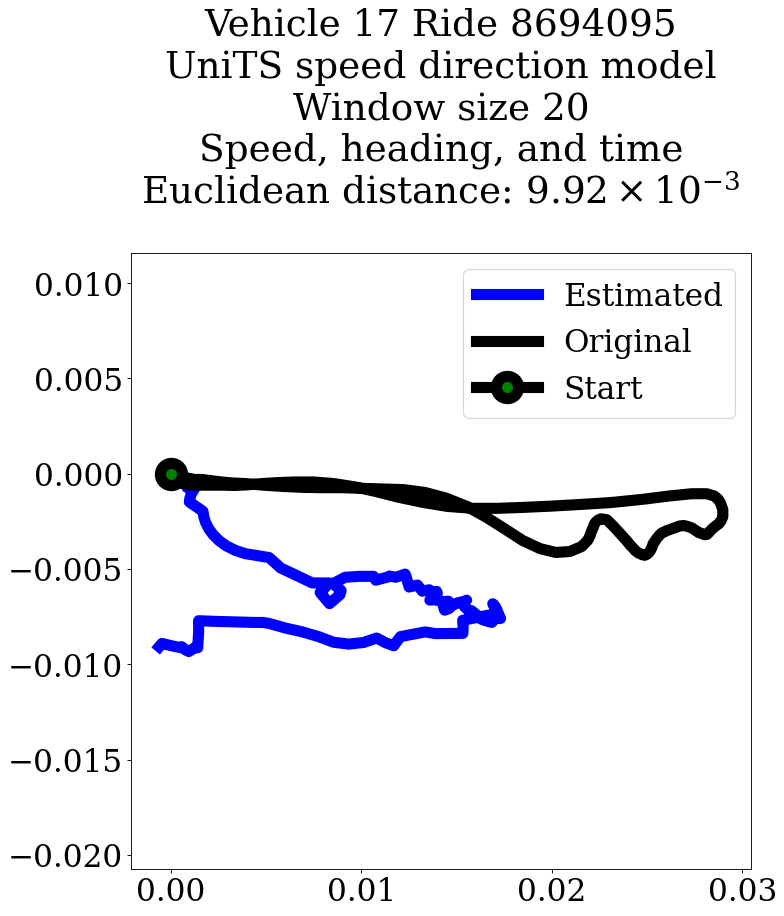 Vehicle 17 Ride 8694095
UniTS speed direction model
Window size 20
Speed, heading, and time
Euclidean distance: 9.92 × 10⁻³
Estimated
Original
Start
0.010
0.005
0.000
−0.005
−0.010
−0.015
−0.020
0.00 0.01 0.02 0.03